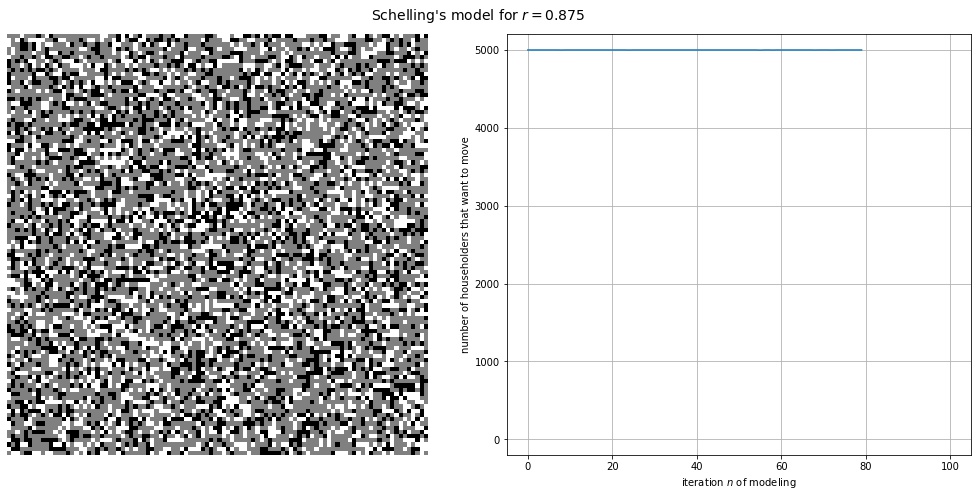 Schelling's model for r = 0.875
5000
4000
3000
2000
1000
0
number of householders that want to move
0 20 40 60 80 100
iteration n of modeling